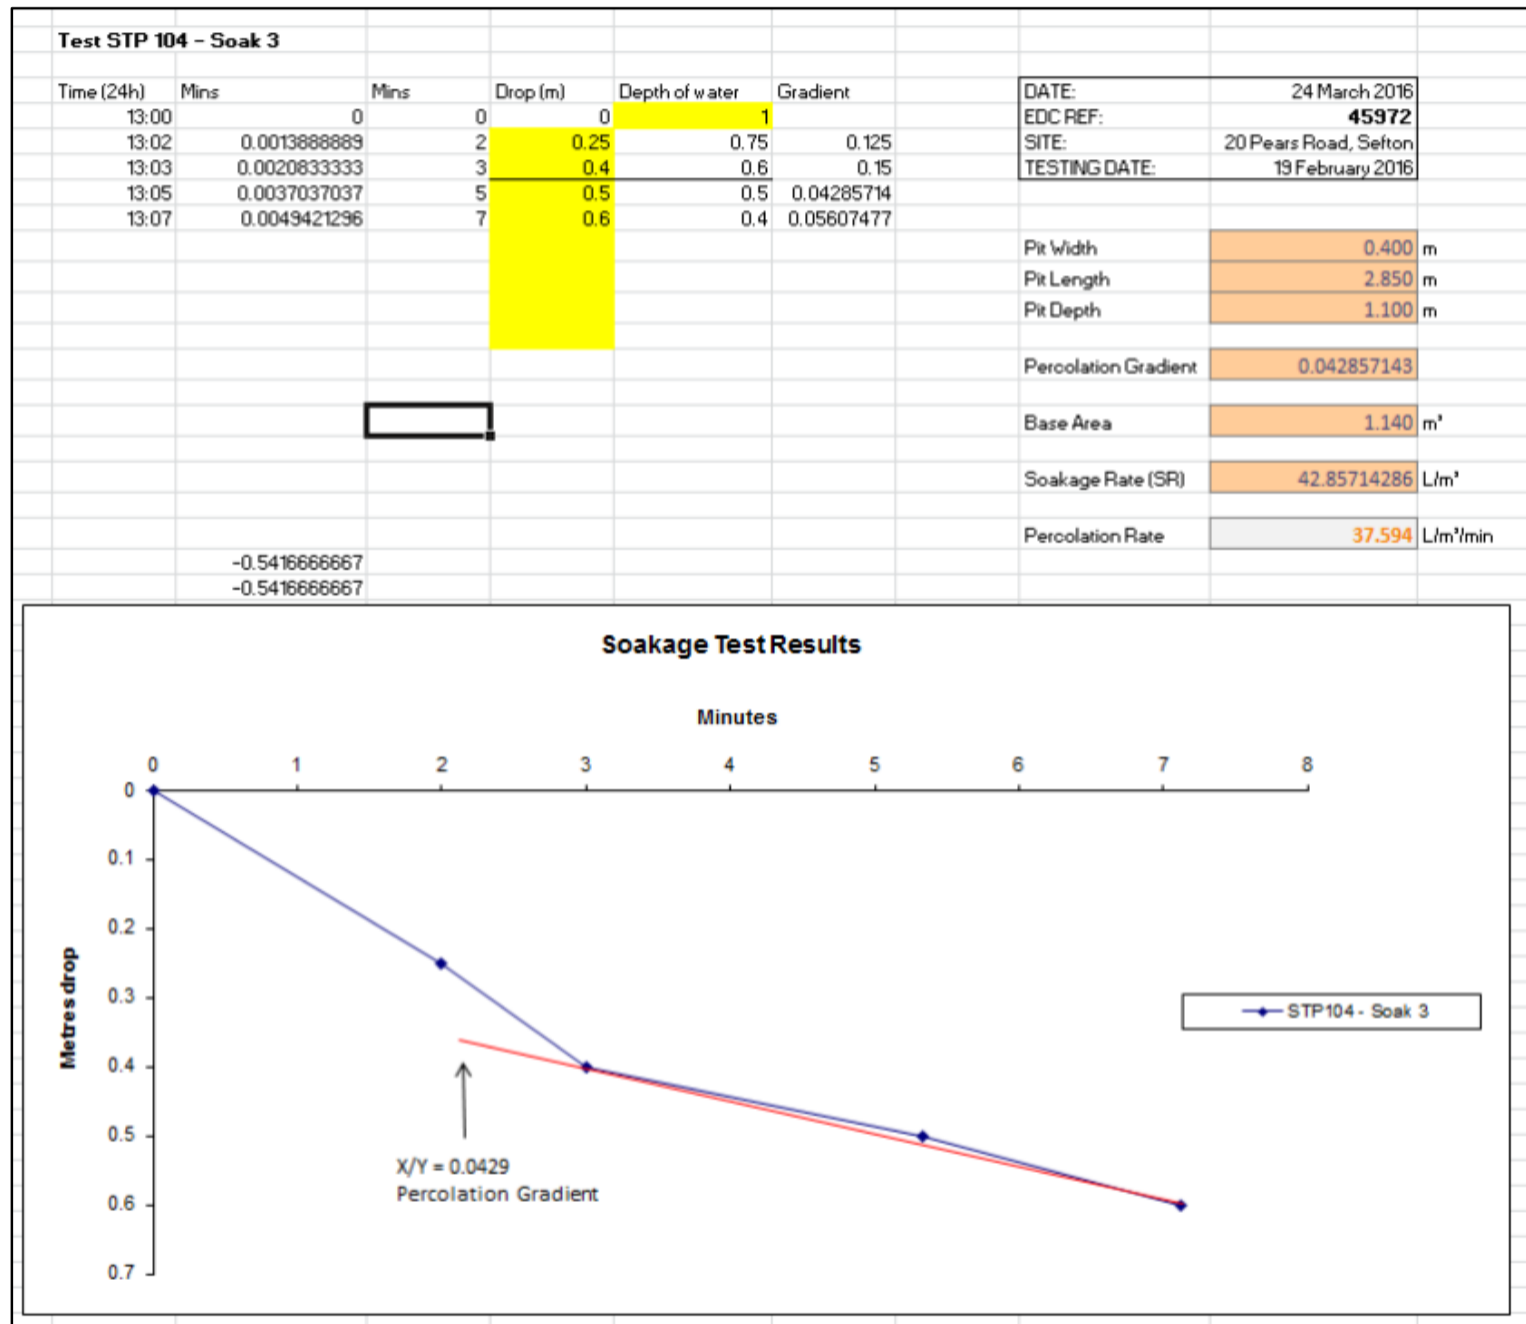 Test STP 104 - Soak 3
Time (24h) Mins Mins Drop (m) Depth of water Gradient DATE: 24 March 2016
13:00 0 0 0 1 EDC REF: 45972
13:02 0.0013888889 2 0.25 0.75 0.125 SITE: 20 Pears Road, Sefton
13:03 0.0020833333 3 0.4 0.6 0.15 TESTING DATE: 19 February 2016
13:05 0.0037037037 5 0.5 0.5 0.04285714
13:07 0.0049421296 7 0.6 0.4 0.05607477
Pit Width 0.400 m
Pit Length 2.850 m
Pit Depth 1.100 m
Percolation Gradient 0.042857143
Base Area 1.140 m³
Soakage Rate (SR) 42.85714286 L/m³
Percolation Rate 37.594 L/m³/min
-0.5416666667
-0.5416666667
Soakage Test Results
Minutes
0 1 2 3 4 5 6 7 8
0
0.1
0.2
0.3
0.4
0.5
0.6
0.7
Metres drop
STP104 - Soak 3
X/Y = 0.0429
Percolation Gradient